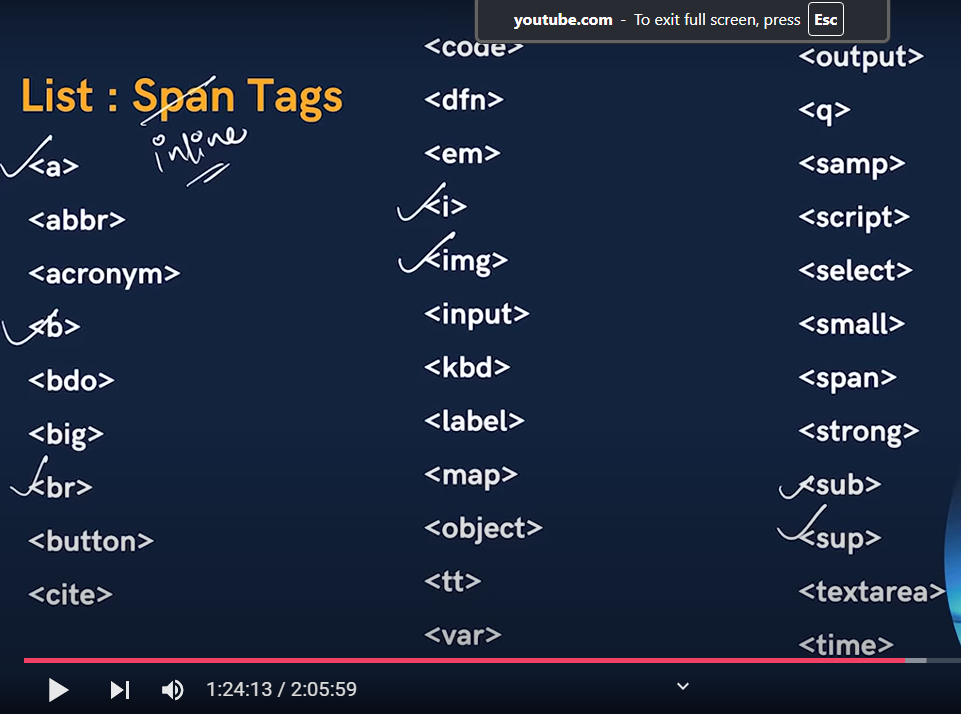 youtube.com - To exit full screen, press Esc
List : Span Tags
inline
<a>
<abbr>
<acronym>
<b>
<bdo>
<big>
<br>
<button>
<cite>
<code>
<dfn>
<em>
<i>
<img>
<input>
<kbd>
<label>
<map>
<object>
<tt>
<var>
<output>
<q>
<samp>
<script>
<select>
<small>
<span>
<strong>
<sub>
<sup>
<textarea>
<time>
1:24:13 / 2:05:59